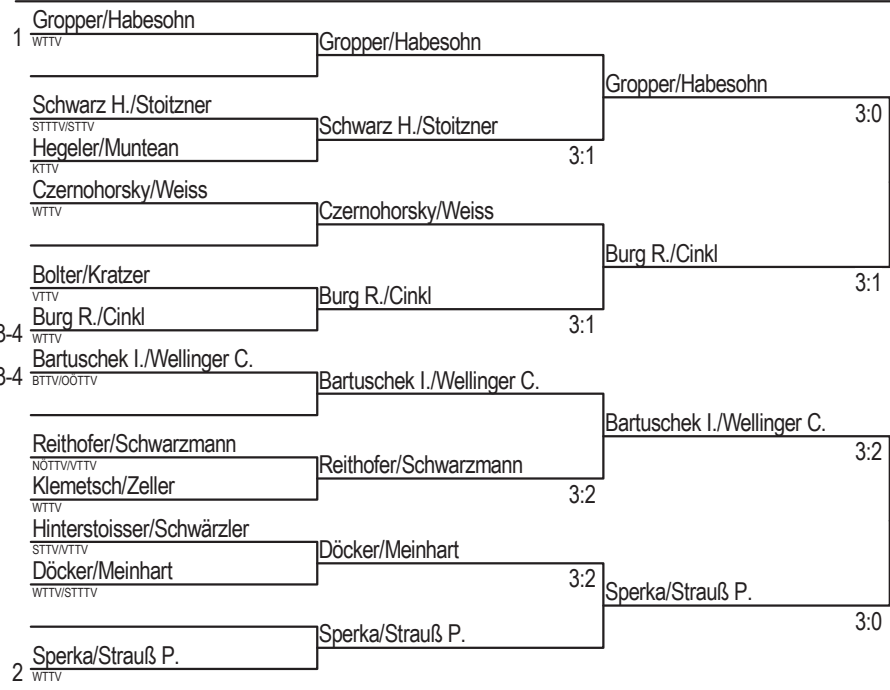 Gropper/Habesohn
1 WTTV
Gropper/Habesohn
Gropper/Habesohn
3:0
Schwarz H./Stoitzner
STTTV/STTV
Schwarz H./Stoitzner
3:1
Hegeler/Muntean
KTTV
Czernohorsky/Weiss
WTTV
Czernohorsky/Weiss
Burg R./Cinkl
3:1
Bolter/Kratzer
VTTV
Burg R./Cinkl
3:1
Burg R./Cinkl
3-4 WTTV
Bartuschek I./Wellinger C.
3-4 BTTV/OÖTTV
Bartuschek I./Wellinger C.
Bartuschek I./Wellinger C.
3:2
Reithofer/Schwarzmann
NÖTTV/VTTV
Reithofer/Schwarzmann
3:2
Klemetsch/Zeller
WTTV
Hinterstoisser/Schwärzler
STTV/VTTV
Döcker/Meinhart
3:2
Döcker/Meinhart
WTTV/STTTV
Sperka/Strauß P.
3:0
Sperka/Strauß P.
Sperka/Strauß P.
2 WTTV